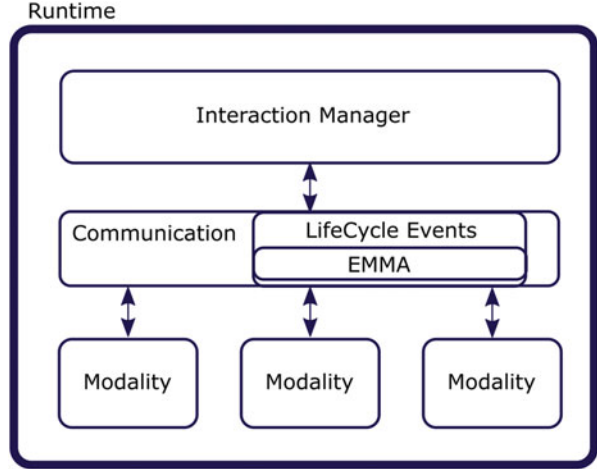 Runtime
Interaction Manager
Communication
LifeCycle Events
EMMA
Modality
Modality
Modality